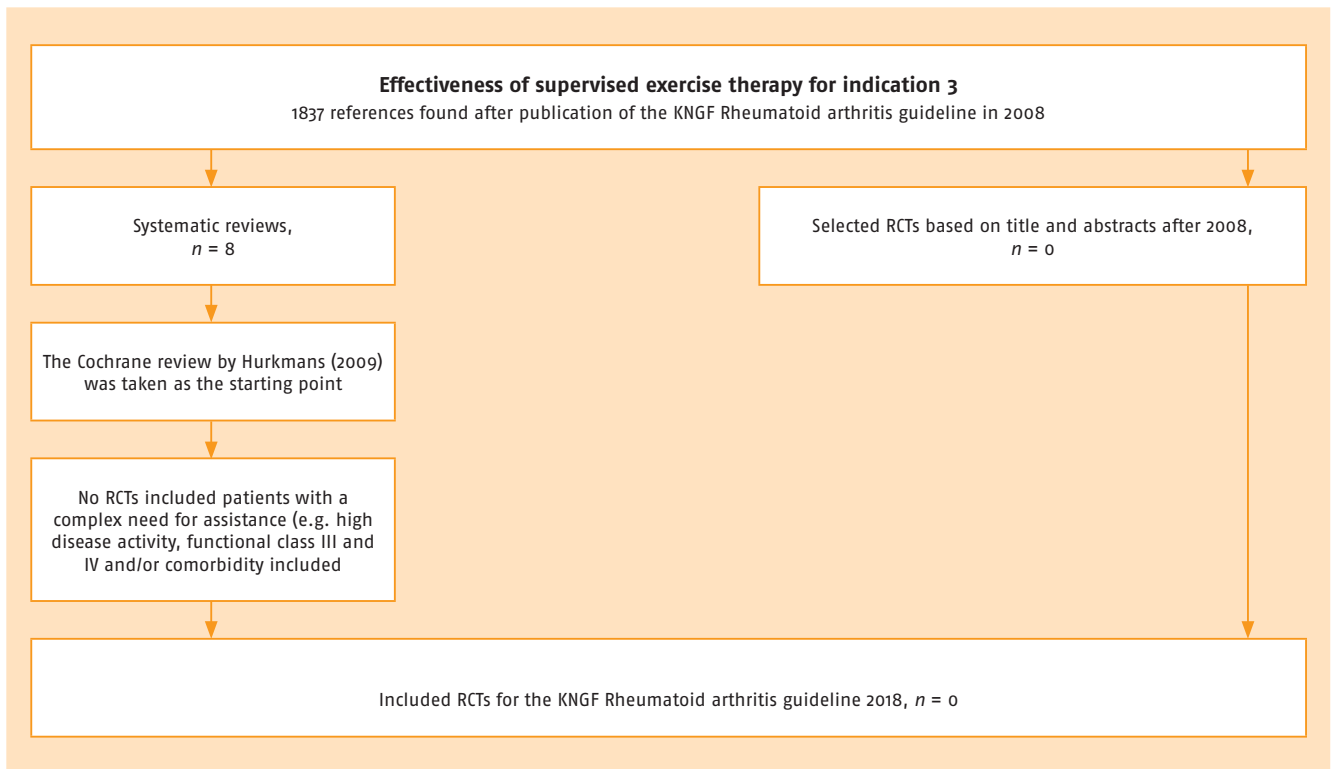 Effectiveness of supervised exercise therapy for indication 3
1837 references found after publication of the KNGF Rheumatoid arthritis guideline in 2008
Systematic reviews,
n = 8
Selected RCTs based on title and abstracts after 2008,
n = 0
The Cochrane review by Hurkmans (2009)
was taken as the starting point
No RCTs included patients with a
complex need for assistance (e.g. high
disease activity, functional class III and
IV and/or comorbidity included
Included RCTs for the KNGF Rheumatoid arthritis guideline 2018, n = 0